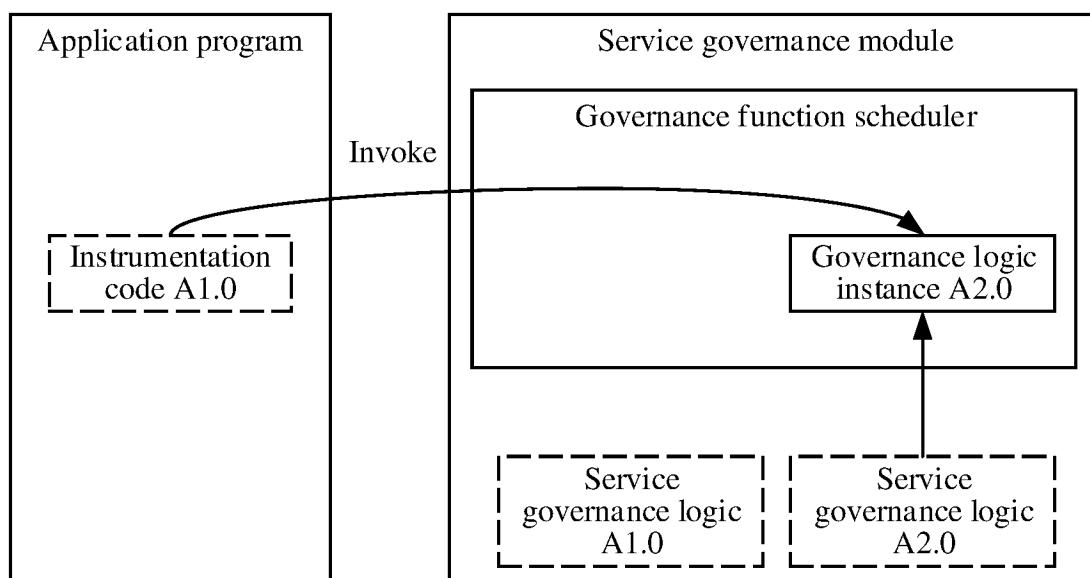 Application program
Service governance module
Governance function scheduler
Invoke
Instrumentation
code A1.0
Governance logic
instance A2.0
Service
governance logic
A1.0
Service
governance logic
A2.0